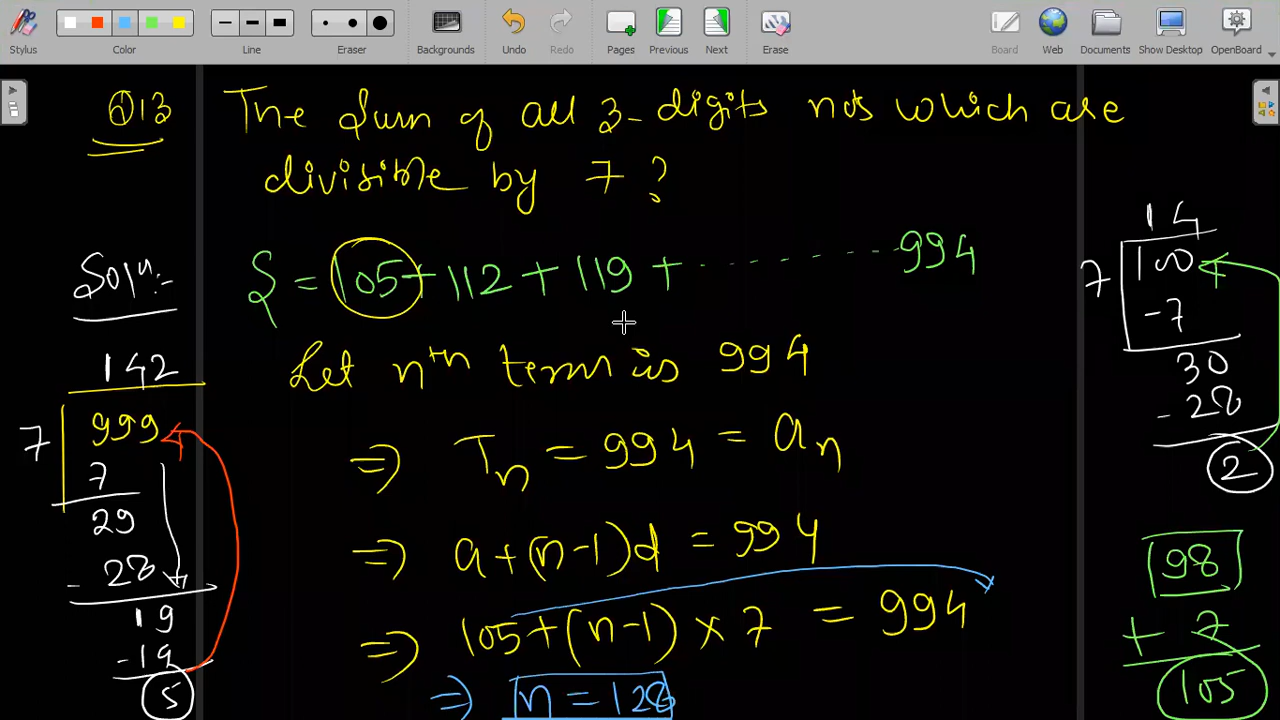 Stylus
Color
Line
Eraser
Backgrounds
Undo
Redo
Pages
Previous
Next
Erase
Board
Web
Documents
Show Desktop
OpenBoard
Q13 The Sum of all 3-digits nos which are
divisible by 7 ?
Solⁿ:-
S = 105 + 112 + 119 + ......... 994
Let nth term is 994
⇒ Tn = 994 = an
⇒ a+(n-1)d = 994
⇒ 105+(n-1) × 7 = 994
⇒ n = 128
142
7 999
7
29
- 28
19
-19
5
14
7 100
-7
30
- 28
2
98
+ 7
105